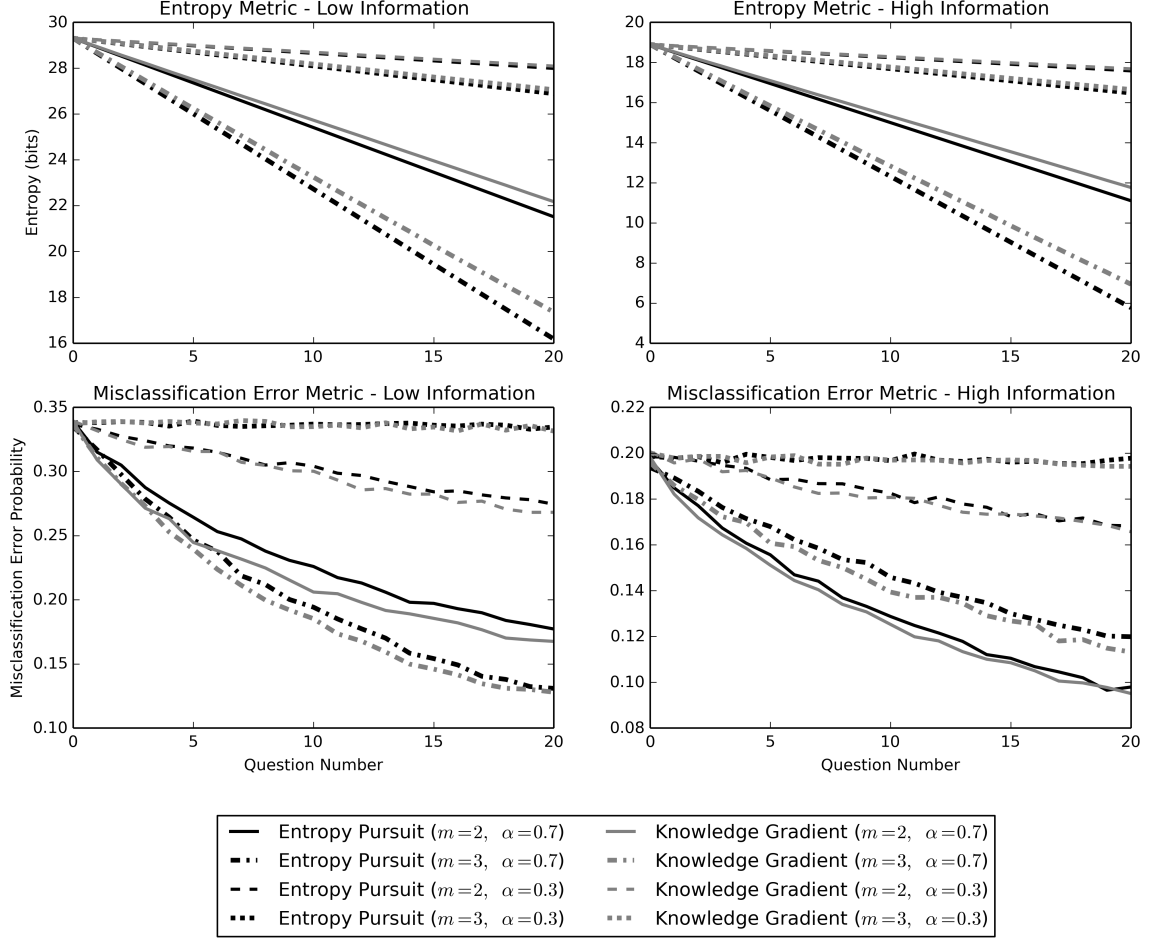 Entropy Metric - Low Information
Entropy (bits)
30
28
26
24
22
20
18
16
0 5 10 15 20
Entropy Metric - High Information
20
18
16
14
12
10
8
6
4
0 5 10 15 20
Misclassification Error Metric - Low Information
Misclassification Error Probability
0.35
0.30
0.25
0.20
0.15
0.10
0 5 10 15 20
Question Number
Misclassification Error Metric - High Information
0.22
0.20
0.18
0.16
0.14
0.12
0.10
0.08
0 5 10 15 20
Question Number
Entropy Pursuit (m=2, α=0.7)
Entropy Pursuit (m=3, α=0.7)
Entropy Pursuit (m=2, α=0.3)
Entropy Pursuit (m=3, α=0.3)
Knowledge Gradient (m=2, α=0.7)
Knowledge Gradient (m=3, α=0.7)
Knowledge Gradient (m=2, α=0.3)
Knowledge Gradient (m=3, α=0.3)